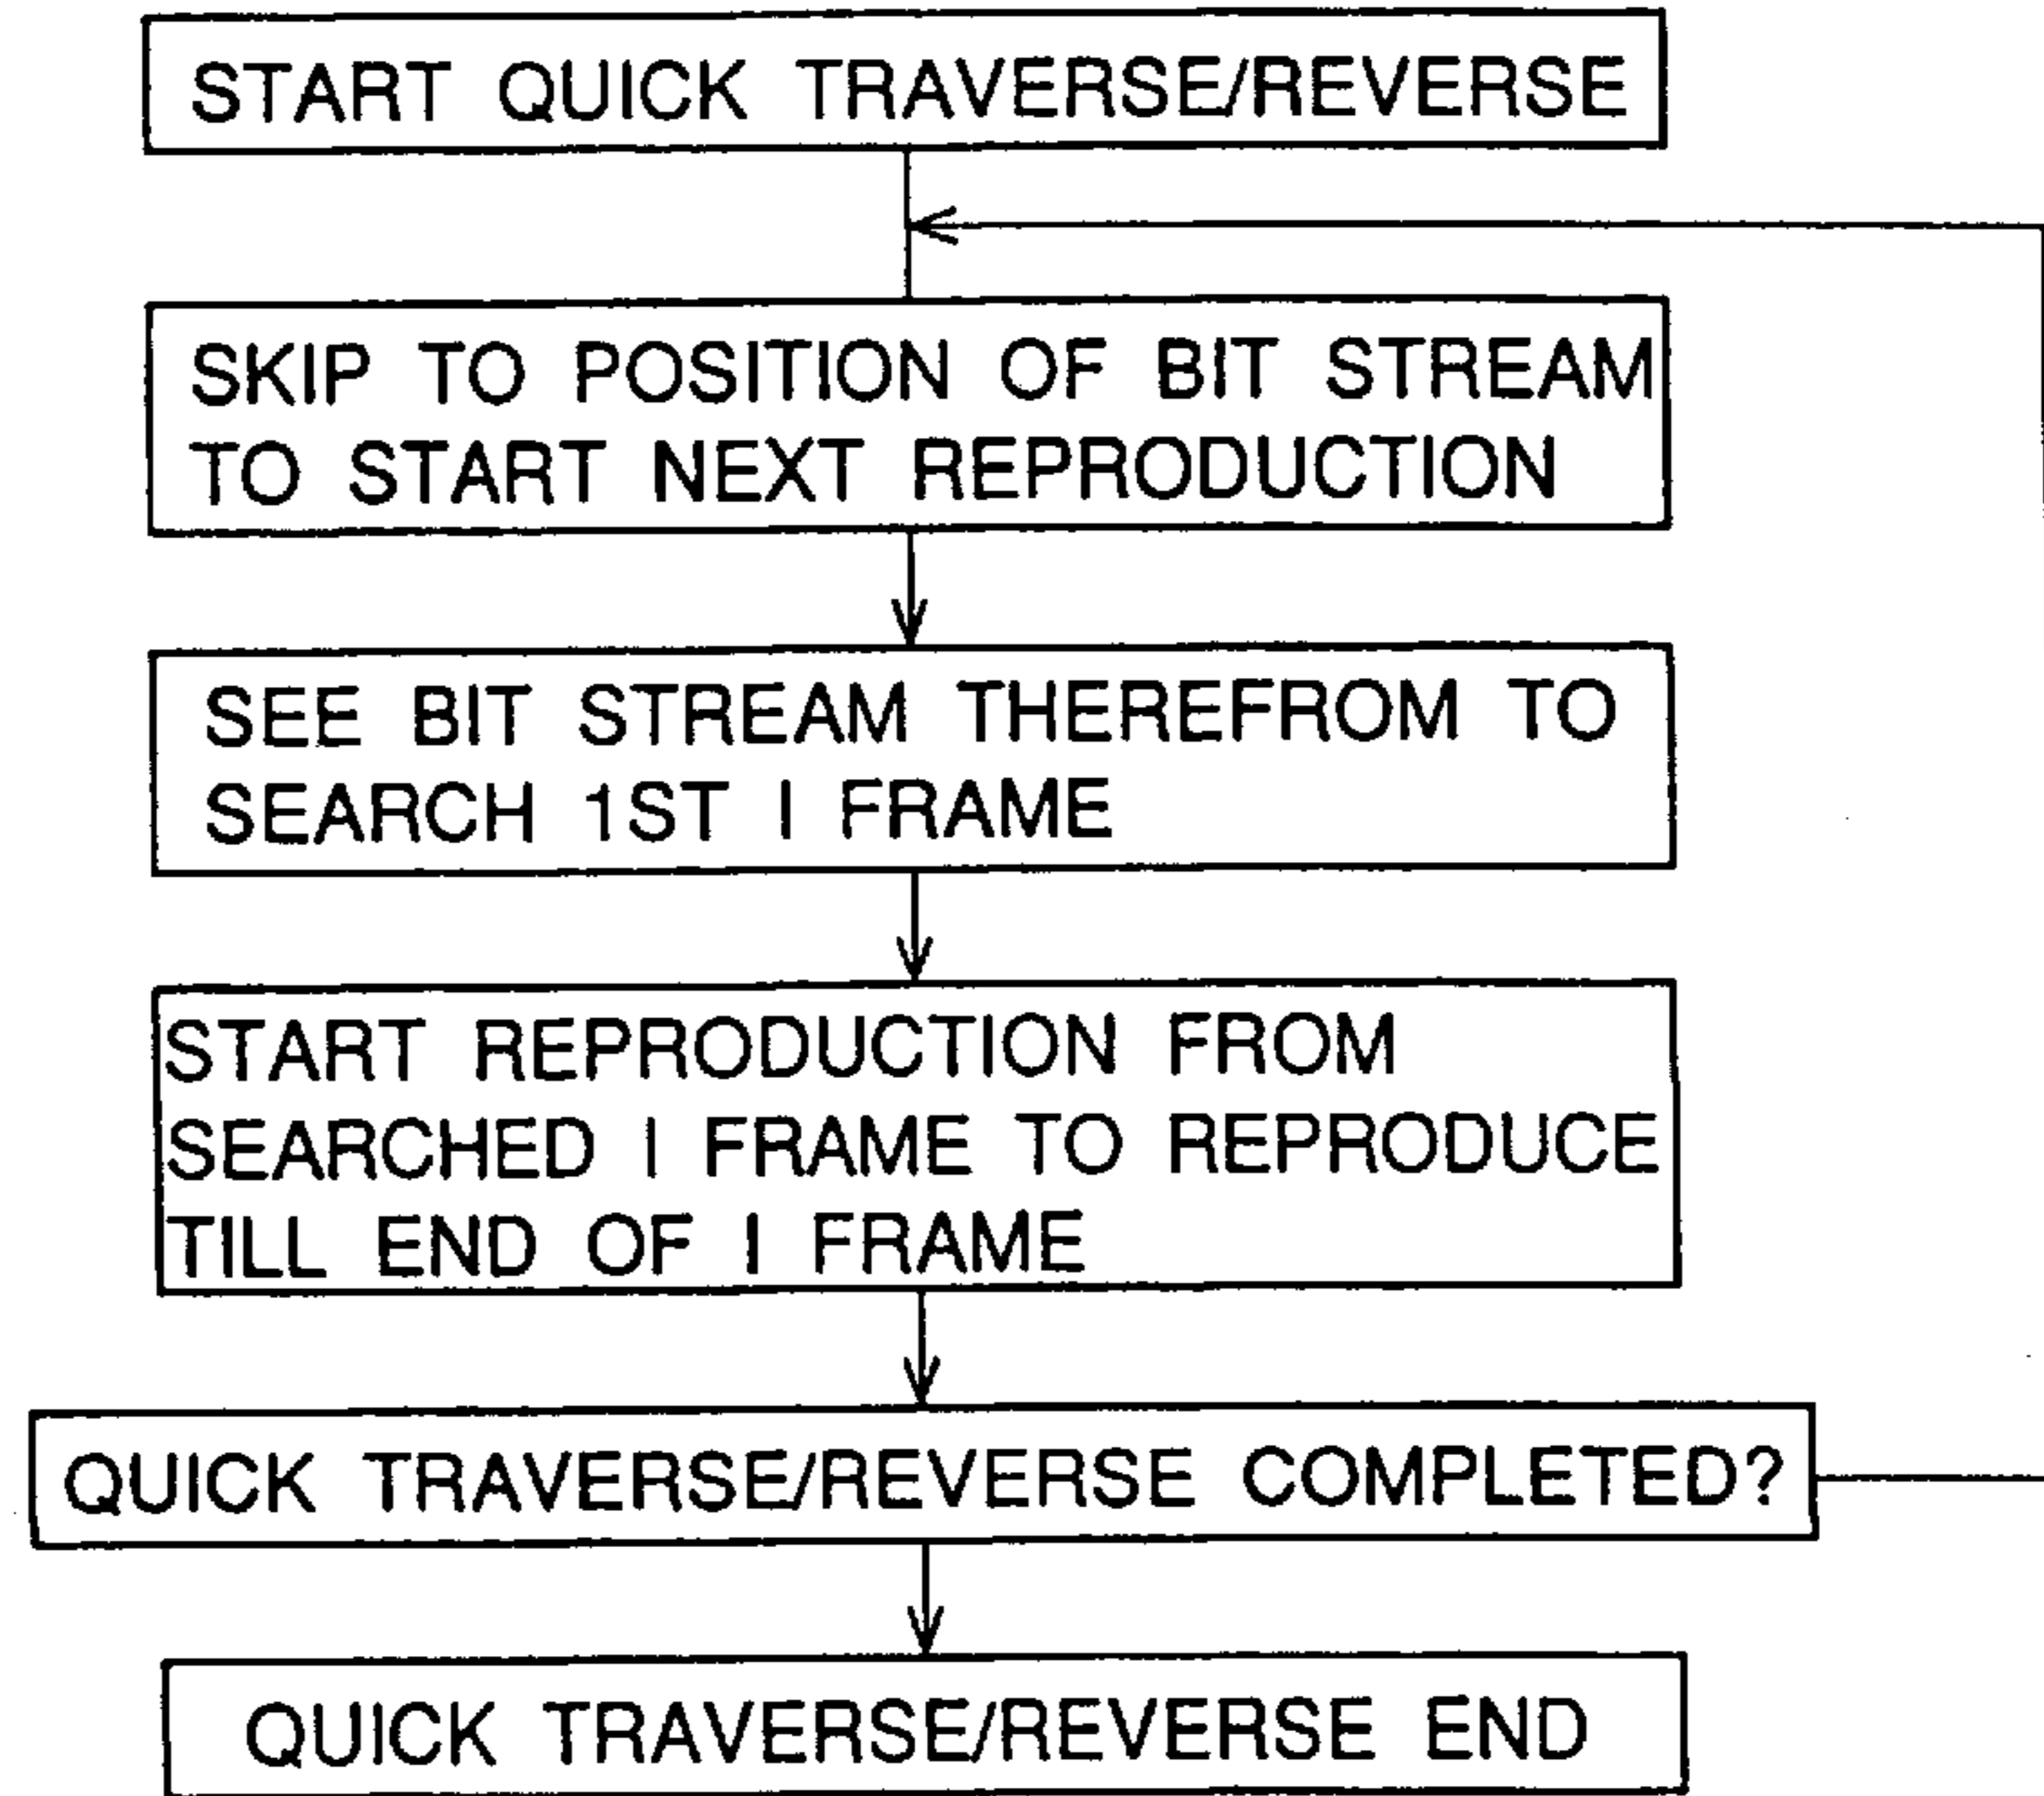 START QUICK TRAVERSE/REVERSE
SKIP TO POSITION OF BIT STREAM
TO START NEXT REPRODUCTION
SEE BIT STREAM THEREFROM TO
SEARCH 1ST I FRAME
START REPRODUCTION FROM
SEARCHED I FRAME TO REPRODUCE
TILL END OF I FRAME
QUICK TRAVERSE/REVERSE COMPLETED?
QUICK TRAVERSE/REVERSE END